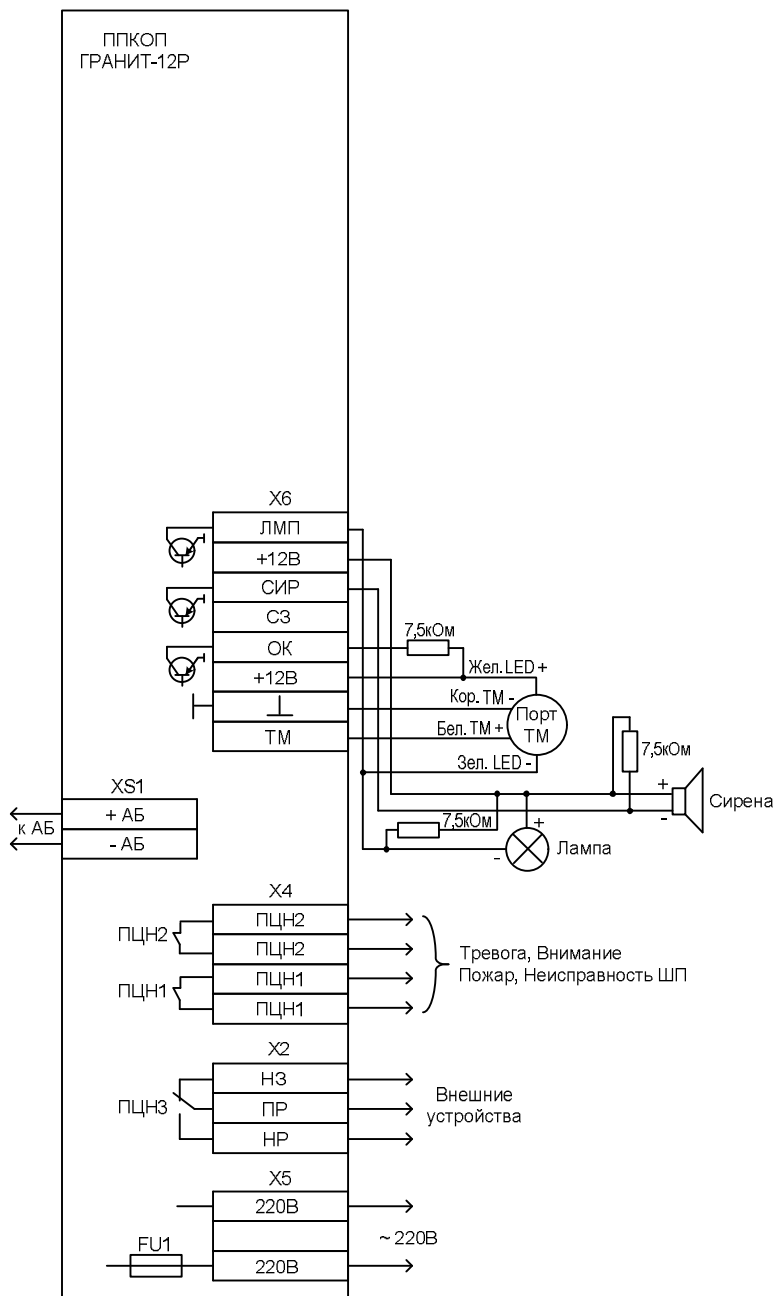 ППКОП
ГРАНИТ-12Р
X6
ЛМП
+12В
СИР
СЗ
ОК
+12В
ТМ
7,5кОм
Жел. LED +
Кор. ТМ -
Бел. ТМ +
Зел. LED -
Порт
ТМ
7,5кОм
+
-
Сирена
7,5кОм
+
-
Лампа
XS1
+ АБ
- АБ
к АБ
X4
ПЦН2
ПЦН2
ПЦН2
ПЦН1
ПЦН1
ПЦН1
Тревога, Внимание
Пожар, Неисправность ШП
X2
НЗ
ПЦН3
ПР
НР
Внешние
устройства
X5
220В
~ 220В
FU1
220В